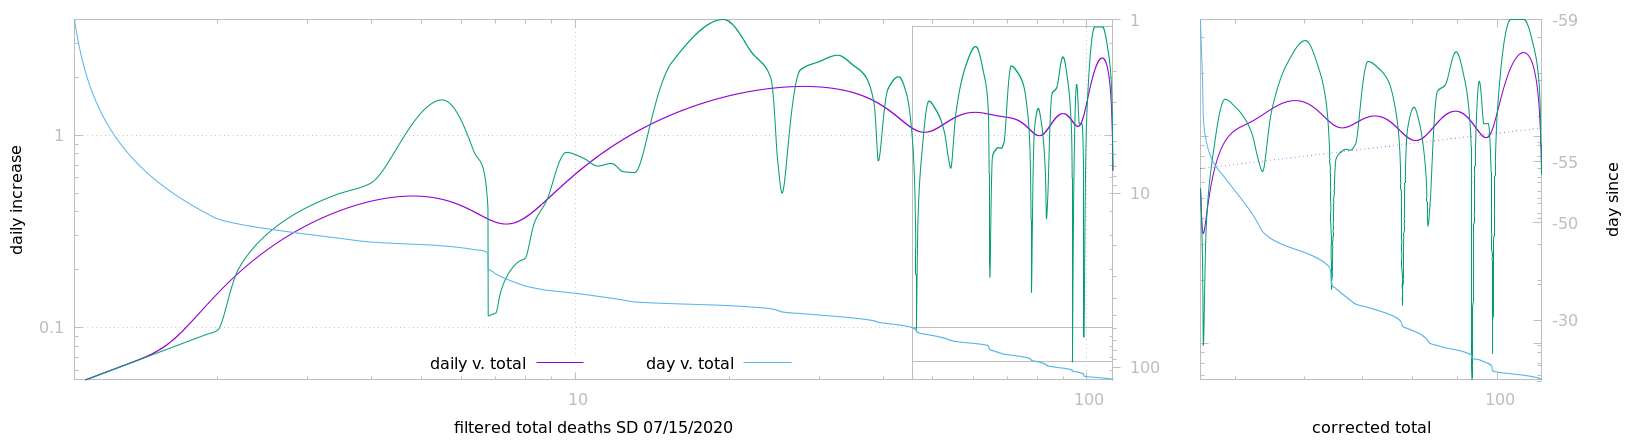 1
-59
daily increase
1
-55
day since
10
-50
0.1
-30
daily v. total
day v. total
100
10
100
100
filtered total deaths SD 07/15/2020
corrected total